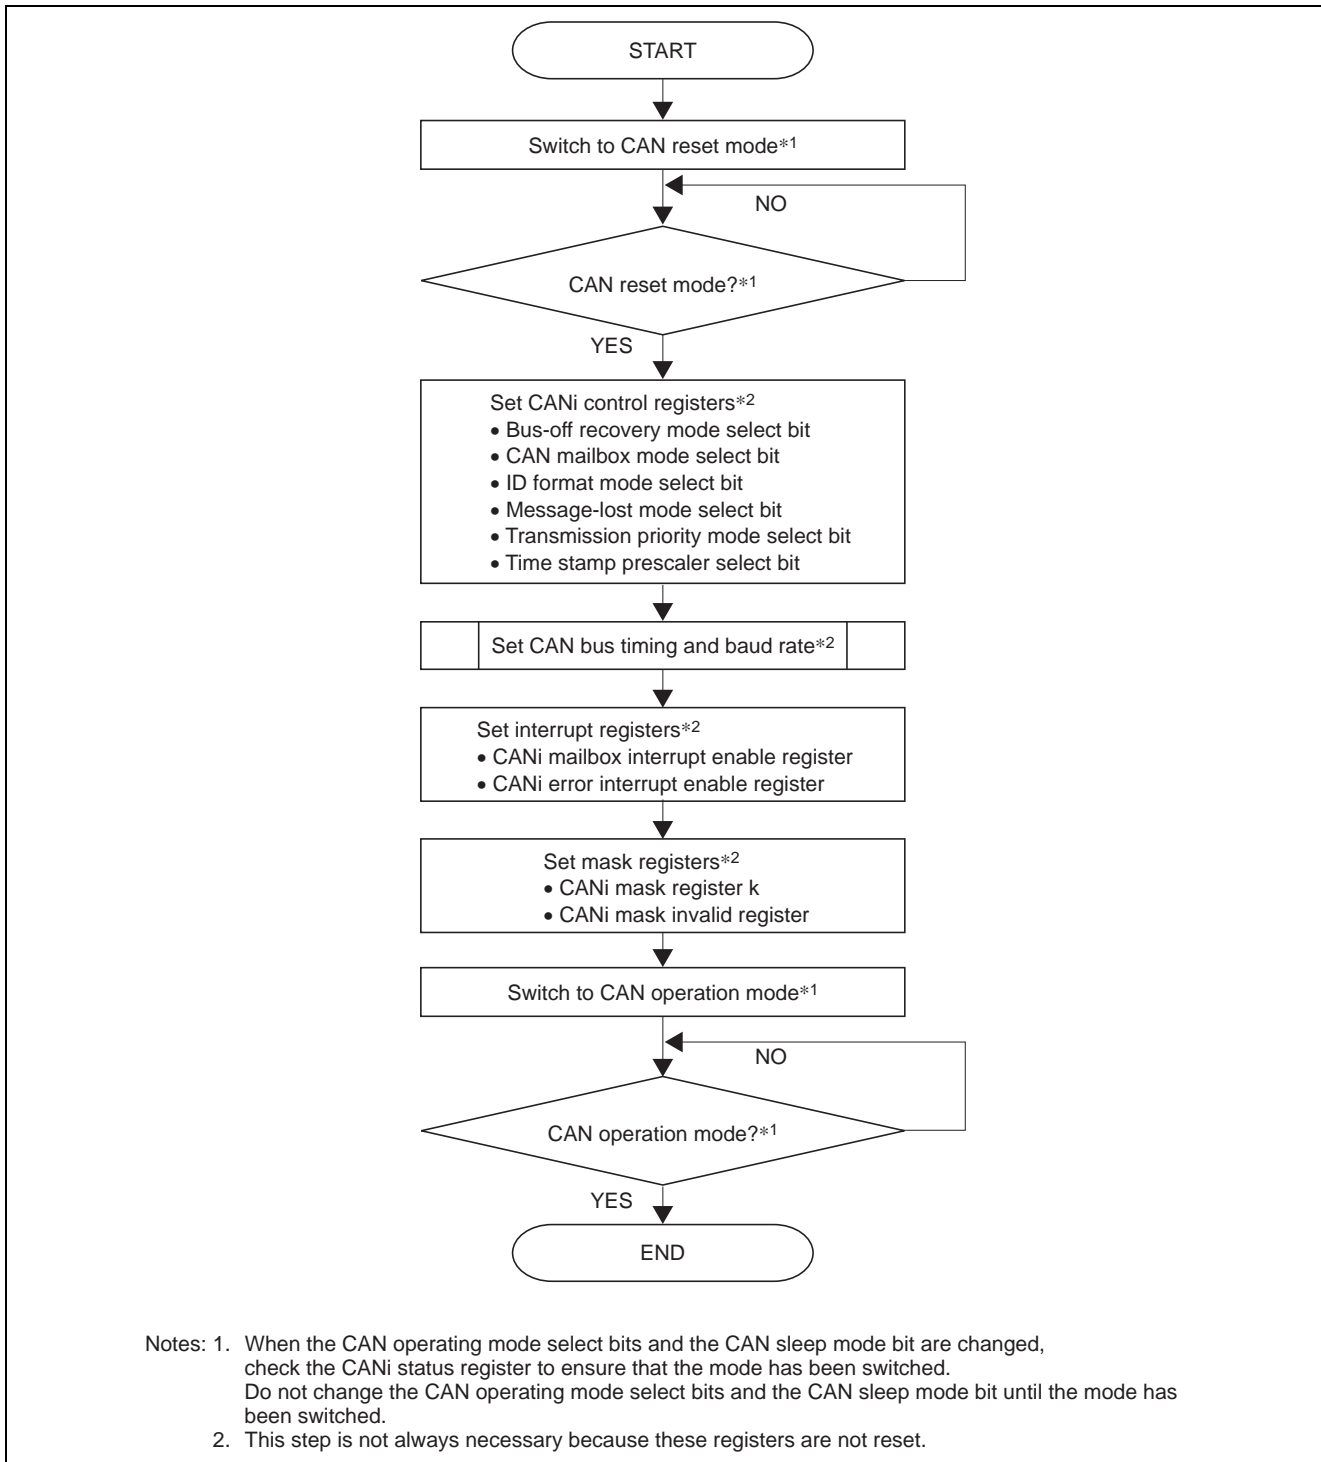 START
Switch to CAN reset mode*1
NO
CAN reset mode?*1
YES
Set CANi control registers*2
• Bus-off recovery mode select bit
• CAN mailbox mode select bit
• ID format mode select bit
• Message-lost mode select bit
• Transmission priority mode select bit
• Time stamp prescaler select bit
Set CAN bus timing and baud rate*2
Set interrupt registers*2
• CANi mailbox interrupt enable register
• CANi error interrupt enable register
Set mask registers*2
• CANi mask register k
• CANi mask invalid register
Switch to CAN operation mode*1
NO
CAN operation mode?*1
YES
END
Notes: 1. When the CAN operating mode select bits and the CAN sleep mode bit are changed,
check the CANi status register to ensure that the mode has been switched.
Do not change the CAN operating mode select bits and the CAN sleep mode bit until the mode has
been switched.
2. This step is not always necessary because these registers are not reset.